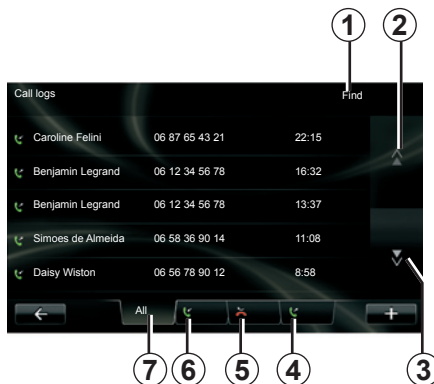 1 2
Call logs Find
Caroline Felini 06 87 65 43 21 22:15
Benjamin Legrand 06 12 34 56 78 16:32
Benjamin Legrand 06 12 34 56 78 13:37
Simoes de Almeida 06 58 36 90 14 11:08
Daisy Wiston 06 56 78 90 12 8:58
All
7 6 5 4 3